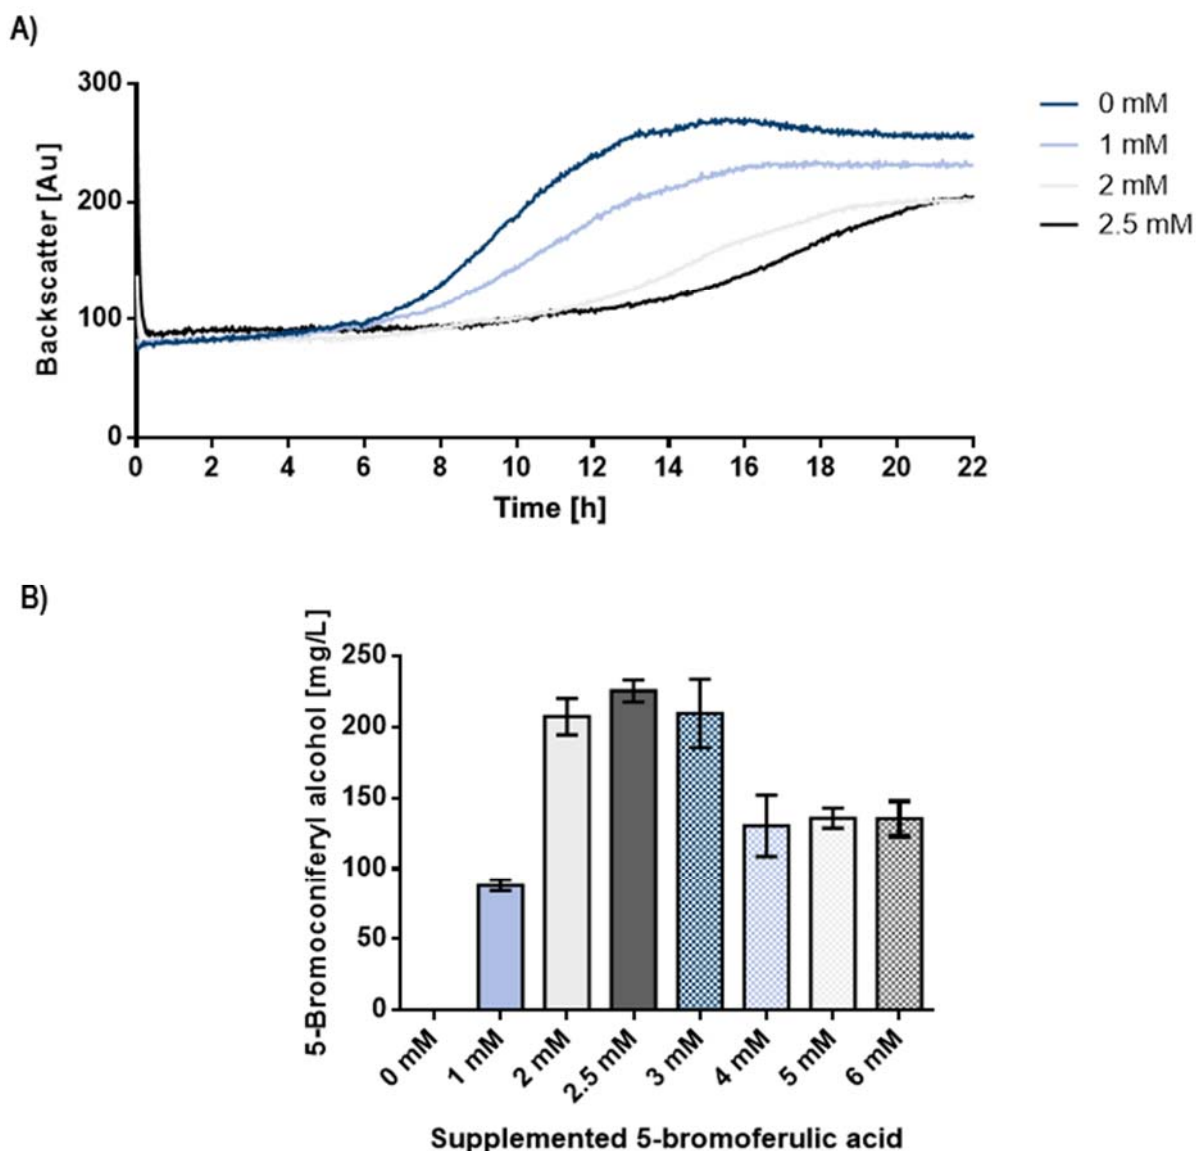 A)
Backscatter [Au]
300
200
100
0
0 2 4 6 8 10 12 14 16 18 20 22
Time [h]
0 mM
1 mM
2 mM
2.5 mM
B)
5-Bromoconiferyl alcohol [mg/L]
250
200
150
100
50
0
0 mM 1 mM 2 mM 2.5 mM 3 mM 4 mM 5 mM 6 mM
Supplemented 5-bromoferulic acid